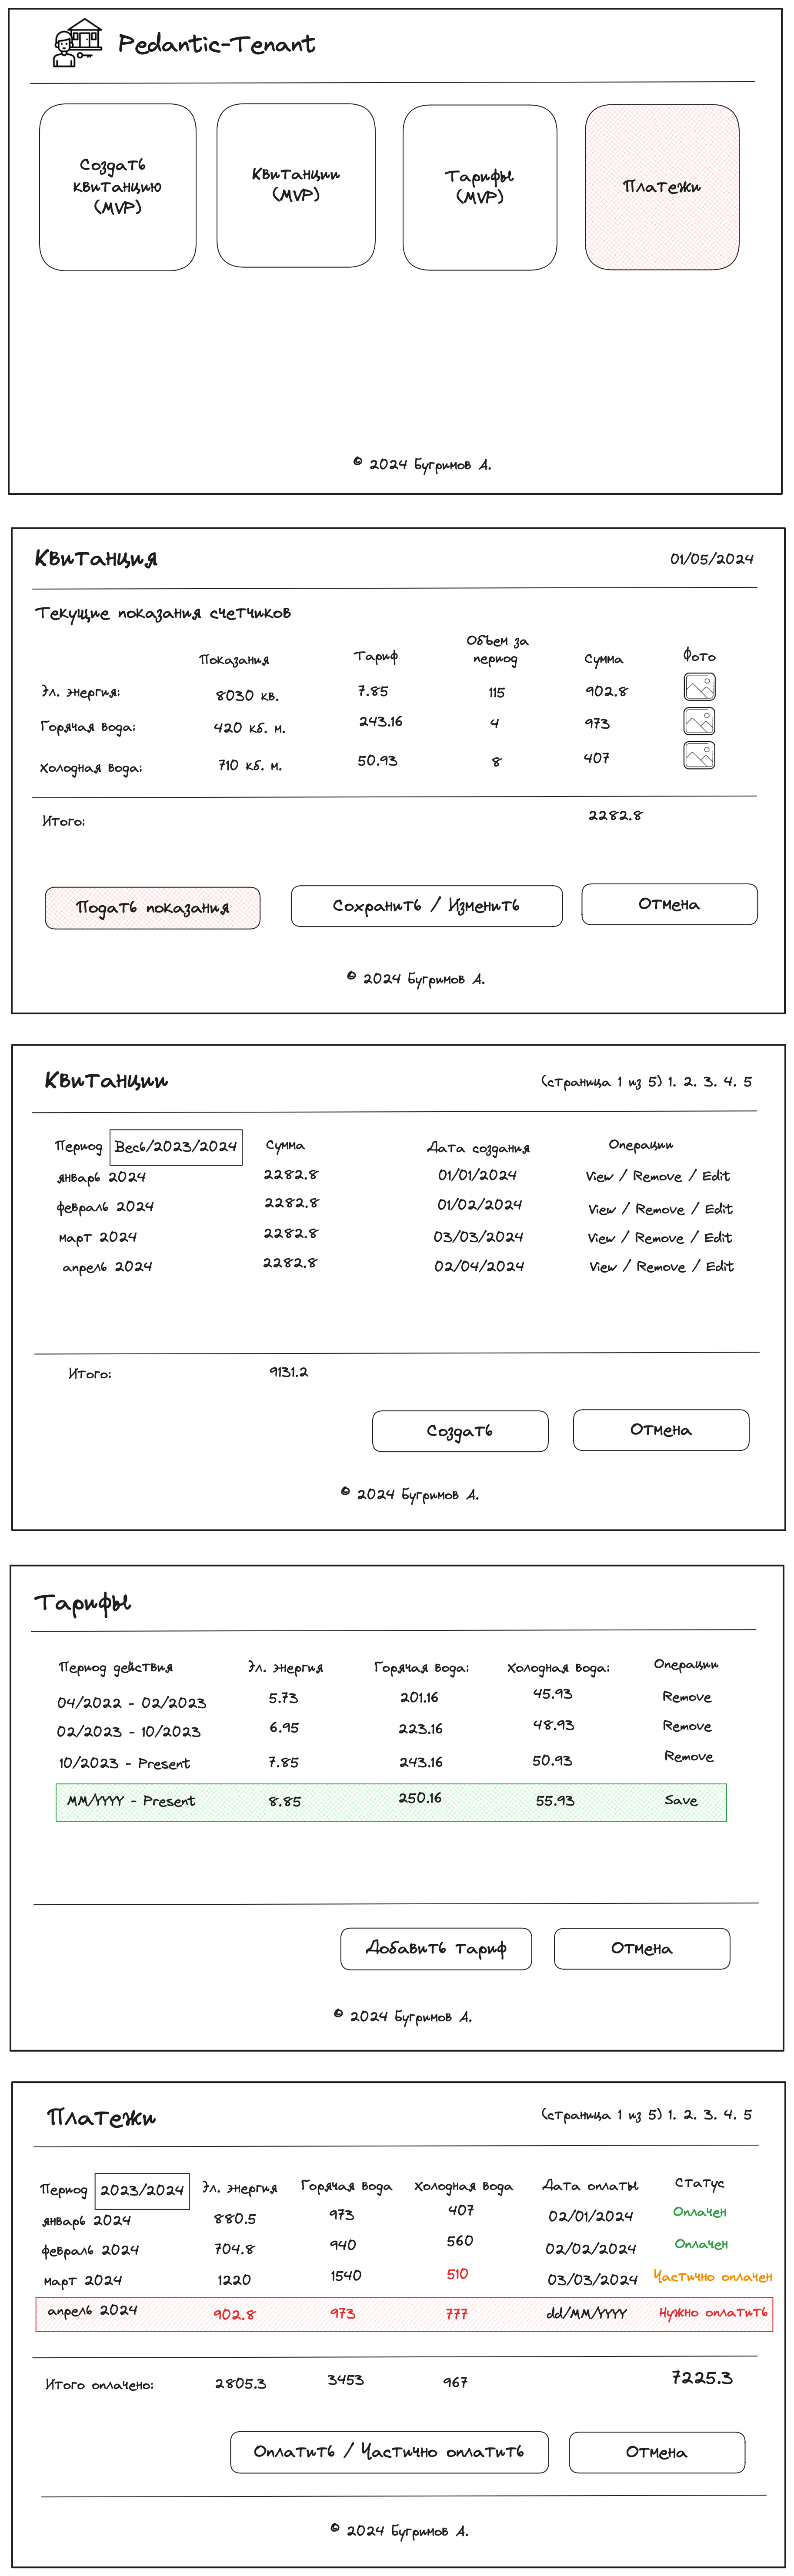 Pedantic-Tenant
Создать
квитанцию
(MVP)
Квитанции
(MVP)
Тарифы
(MVP)
Платежи
© 2024 Бугримов А.
Квитанция 01/05/2024
Текущие показания счетчиков
Показания Тариф Объем за период Сумма Фото
Эл. энергия: 8030 кв. 7.85 115 902.8
Горячая вода: 420 кб. м. 243.16 4 973
Холодная вода: 710 кб. м. 50.93 8 407
Итого: 2282.8
Подать показания Сохранить / Изменить Отмена
© 2024 Бугримов А.
Квитанции (страница 1 из 5) 1. 2. 3. 4. 5
Период Весь/2023/2024 Сумма Дата создания Операции
январь 2024 2282.8 01/01/2024 View / Remove / Edit
февраль 2024 2282.8 01/02/2024 View / Remove / Edit
март 2024 2282.8 03/03/2024 View / Remove / Edit
апрель 2024 2282.8 02/04/2024 View / Remove / Edit
Итого: 9131.2
Создать Отмена
© 2024 Бугримов А.
Тарифы
Период действия Эл. энергия Горячая вода: Холодная вода: Операции
04/2022 - 02/2023 5.73 201.16 45.93 Remove
02/2023 - 10/2023 6.95 223.16 48.93 Remove
10/2023 - Present 7.85 243.16 50.93 Remove
MM/YYYY - Present 8.85 250.16 55.93 Save
Добавить тариф Отмена
© 2024 Бугримов А.
Платежи (страница 1 из 5) 1. 2. 3. 4. 5
Период 2023/2024 Эл. энергия Горячая вода Холодная вода Дата оплаты Статус
январь 2024 880.5 973 407 02/01/2024 Оплачен
февраль 2024 704.8 940 560 02/02/2024 Оплачен
март 2024 1220 1540 510 03/03/2024 Частично оплачен
апрель 2024 902.8 973 777 dd/MM/YYYY Нужно оплатить
Итого оплачено: 2805.3 3453 967 7225.3
Оплатить / Частично оплатить Отмена
© 2024 Бугримов А.